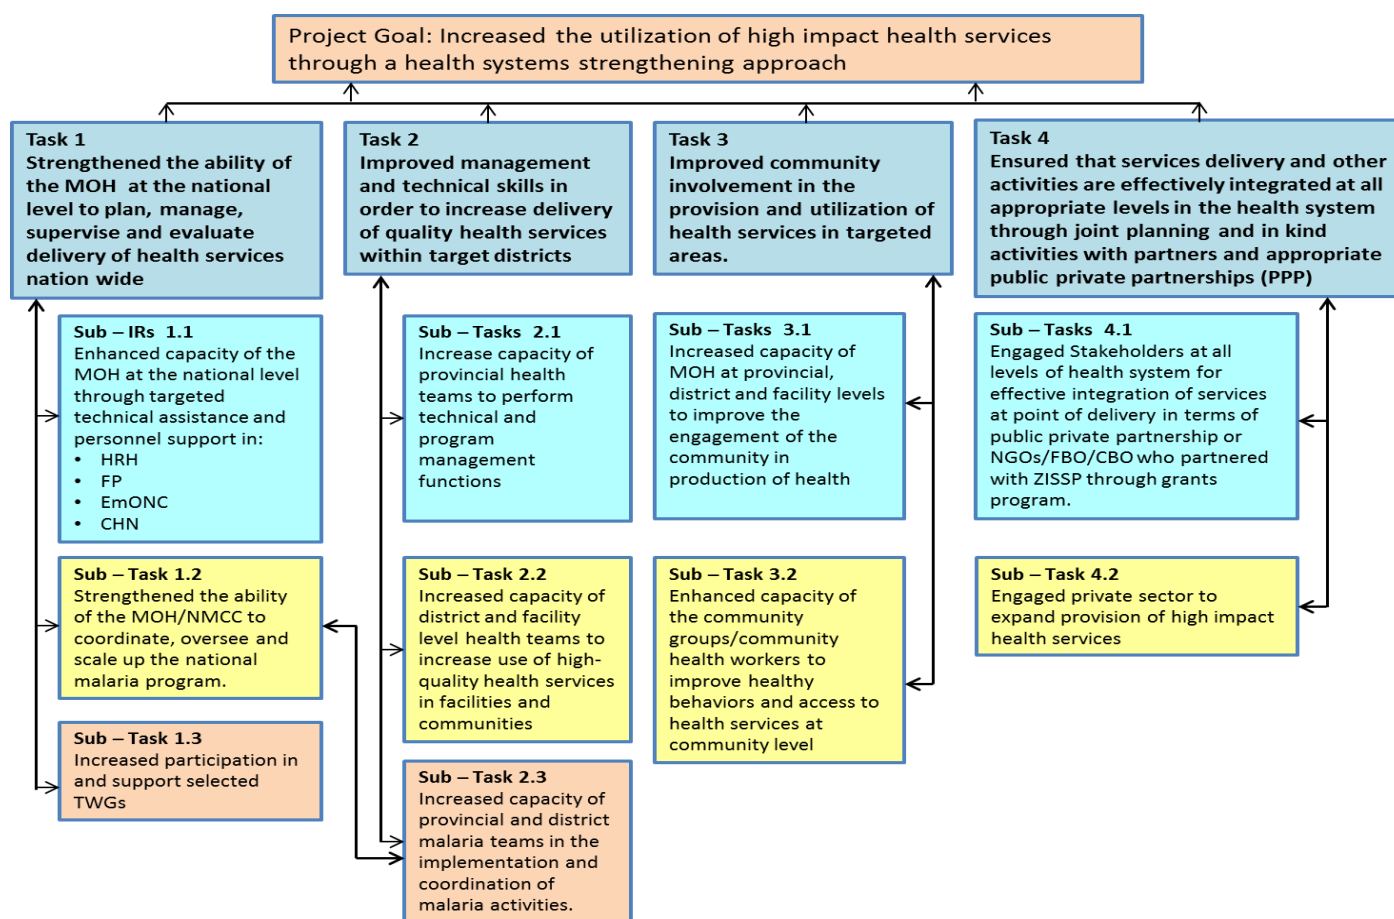 Project Goal: Increased the utilization of high impact health services
through a health systems strengthening approach
Task 1
Strengthened the ability of
the MOH at the national
level to plan, manage,
supervise and evaluate
delivery of health services
nation wide
Task 2
Improved management
and technical skills in
order to increase delivery
of quality health services
within target districts
Task 3
Improved community
involvement in the
provision and utilization of
health services in targeted
areas.
Task 4
Ensured that services delivery and other
activities are effectively integrated at all
appropriate levels in the health system
through joint planning and in kind
activities with partners and appropriate
public private partnerships (PPP)
Sub – IRs 1.1
Enhanced capacity of the
MOH at the national level
through targeted
technical assistance and
personnel support in:
• HRH
• FP
• EmONC
• CHN
Sub – Tasks 2.1
Increase capacity of
provincial health
teams to perform
technical and
program
management
functions
Sub – Tasks 3.1
Increased capacity of
MOH at provincial,
district and facility levels
to improve the
engagement of the
community in
production of health
Sub – Tasks 4.1
Engaged Stakeholders at all
levels of health system for
effective integration of services
at point of delivery in terms of
public private partnership or
NGOs/FBO/CBO who partnered
with ZISSP through grants
program.
Sub – Task 1.2
Strengthened the ability
of the MOH/NMCC to
coordinate, oversee and
scale up the national
malaria program.
Sub – Task 2.2
Increased capacity of
district and facility
level health teams to
increase use of high-
quality health services
in facilities and
communities
Sub – Task 3.2
Enhanced capacity of
the community
groups/community
health workers to
improve healthy
behaviors and access to
health services at
community level
Sub – Task 4.2
Engaged private sector to
expand provision of high impact
health services
Sub – Task 1.3
Increased participation in
and support selected
TWGs
Sub – Task 2.3
Increased capacity of
provincial and district
malaria teams in the
implementation and
coordination of
malaria activities.